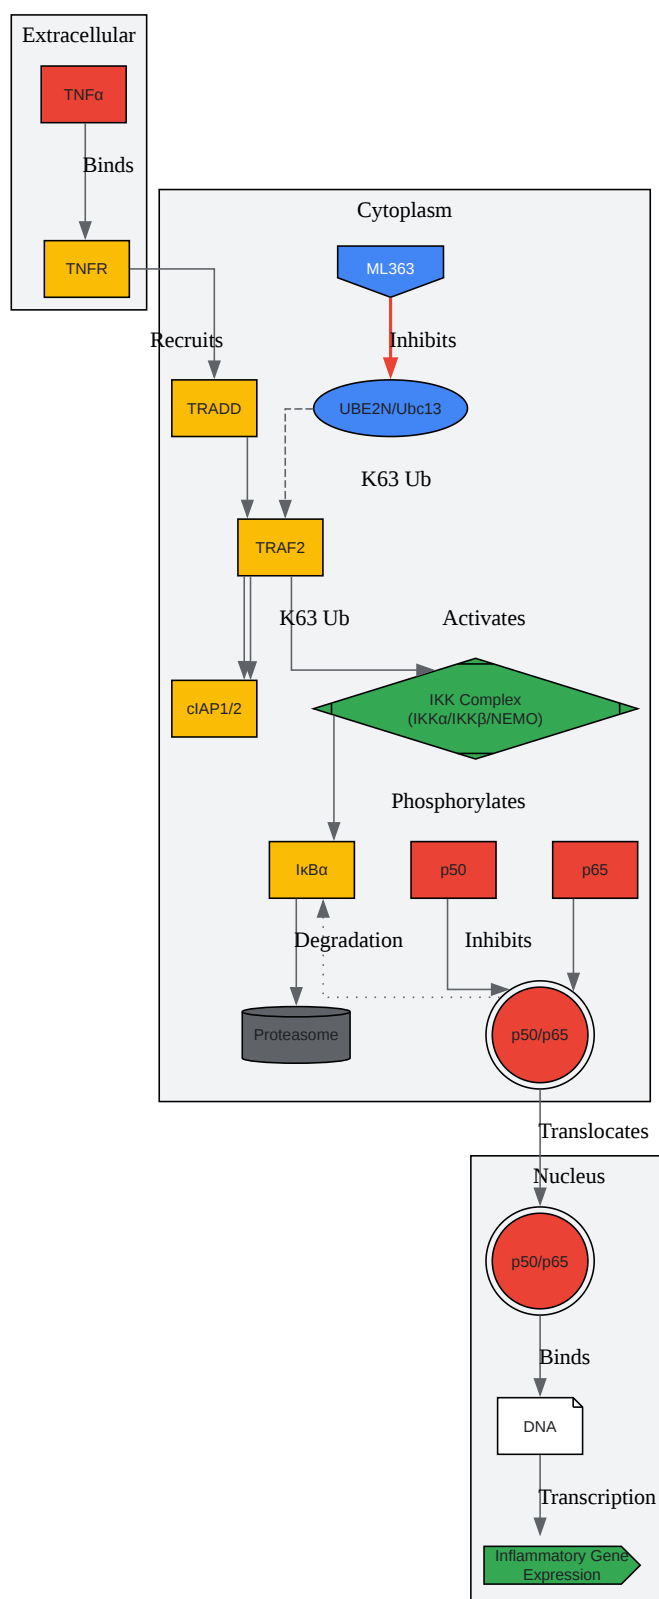 Extracellular
TNFα
Binds
TNFR
Cytoplasm
ML363
Recruits
Inhibits
TRADD
UBE2N/Ubc13
K63 Ub
TRAF2
K63 Ub
Activates
cIAP1/2
IKK Complex
(IKKα/IKKβ/NEMO)
Phosphorylates
IκBα
p50
p65
Degradation
Inhibits
Proteasome
p50/p65
Translocates
Nucleus
p50/p65
Binds
DNA
Transcription
Inflammatory Gene
Expression